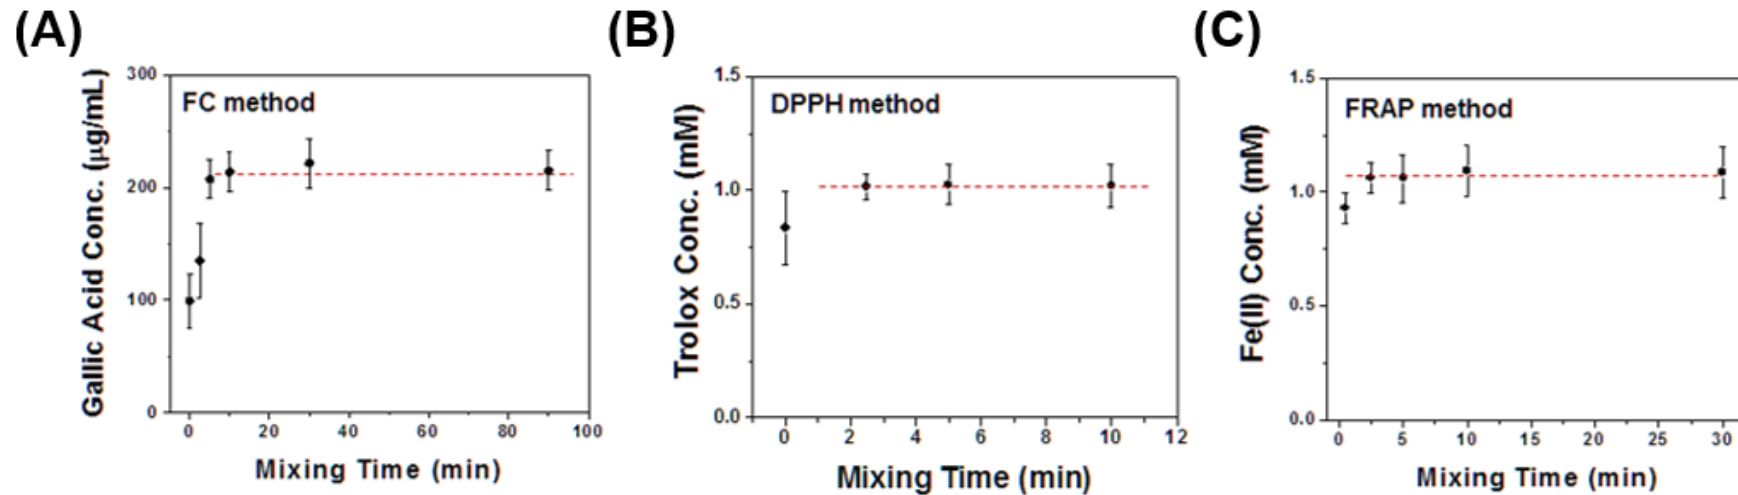 (A)
Gallic Acid Conc. (µg/mL)
300
200
100
0
FC method
0 20 40 60 80 100
Mixing Time (min)
(B)
Trolox Conc. (mM)
1.5
1.0
0.5
0.0
DPPH method
0 2 4 6 8 10 12
Mixing Time (min)
(C)
Fe(II) Conc. (mM)
1.5
1.0
0.5
0.0
FRAP method
0 5 10 15 20 25 30
Mixing Time (min)